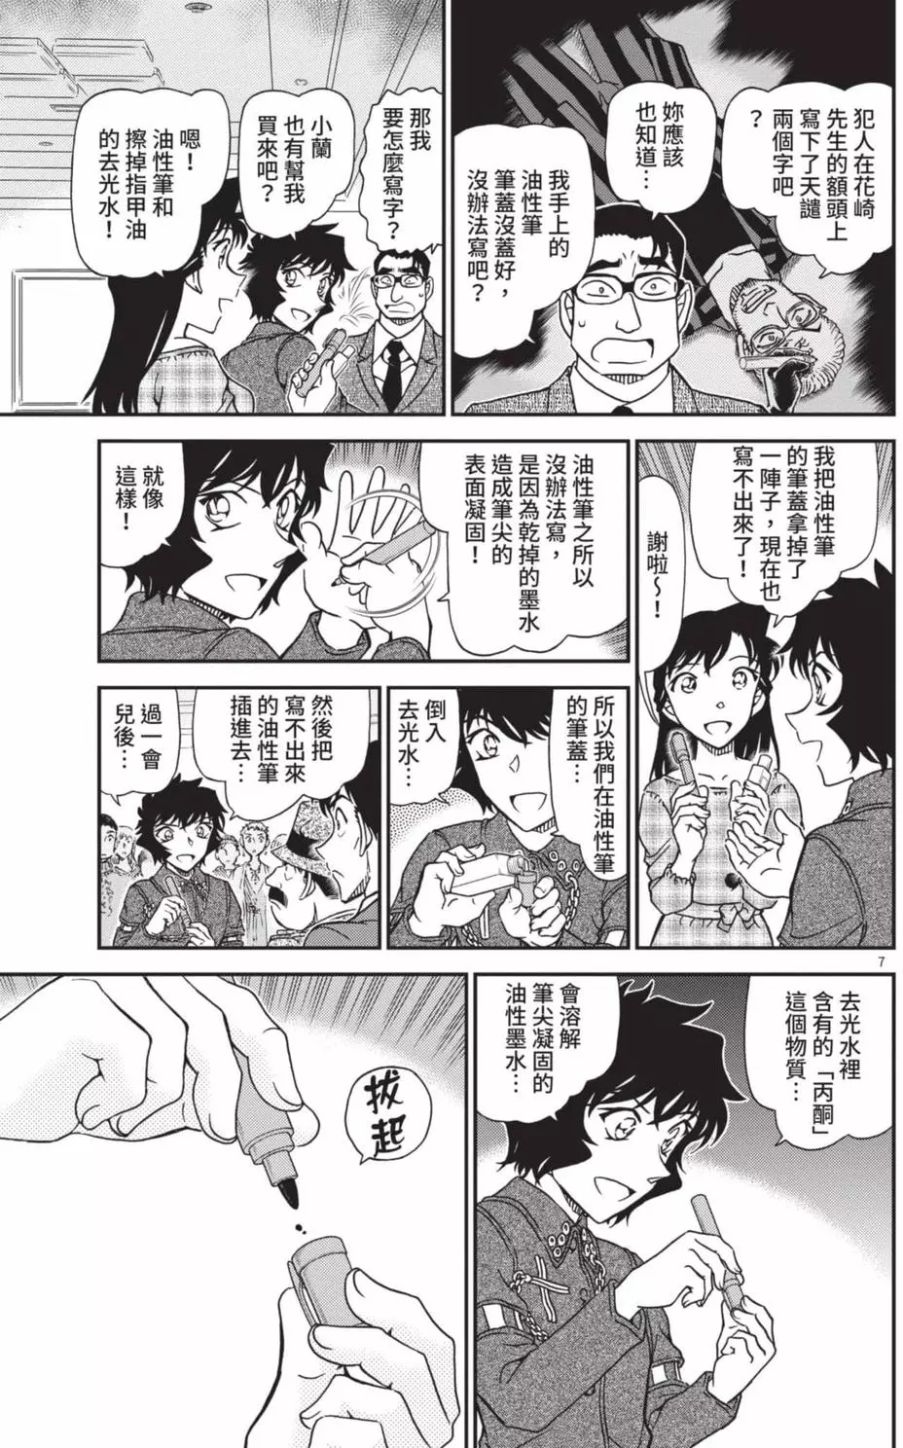 犯人在花崎
先生的額頭上
寫下了天譴
兩個字吧
？
妳應該
也知道…
我手上的
油性筆
筆蓋沒蓋好，
沒辦法寫吧？
那我
要怎麼寫字？
小蘭
也有幫我
買來吧？
嗯！
油性筆和
擦掉指甲油
的去光水！
我把油性筆
的筆蓋拿掉了
一陣子，現在也
寫不出來了！
謝啦～！
油性筆之所以
沒辦法寫，
是因為乾掉的墨水
造成筆尖的
表面凝固！
就像
這樣！
所以我們在油性筆
的筆蓋…
倒入
去光水…
然後把
寫不出來
的油性筆
插進去…
過一會
兒後…
7
去光水裡
含有的「丙酮」
這個物質…
會溶解
筆尖凝固的
油性墨水…
拔
起